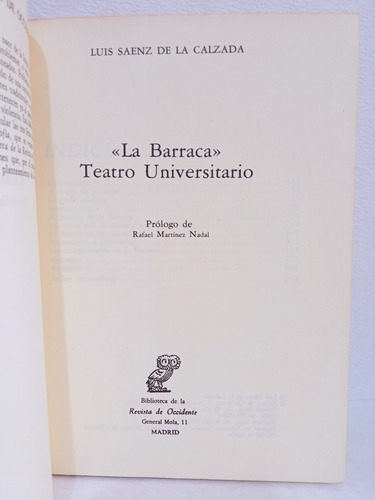 LUIS SAENZ DE LA CALZADA
«La Barraca»
Teatro Universitario
Prólogo de
Rafael Martínez Nadal
Biblioteca de la
Revista de Occidente
General Mola, 11
MADRID